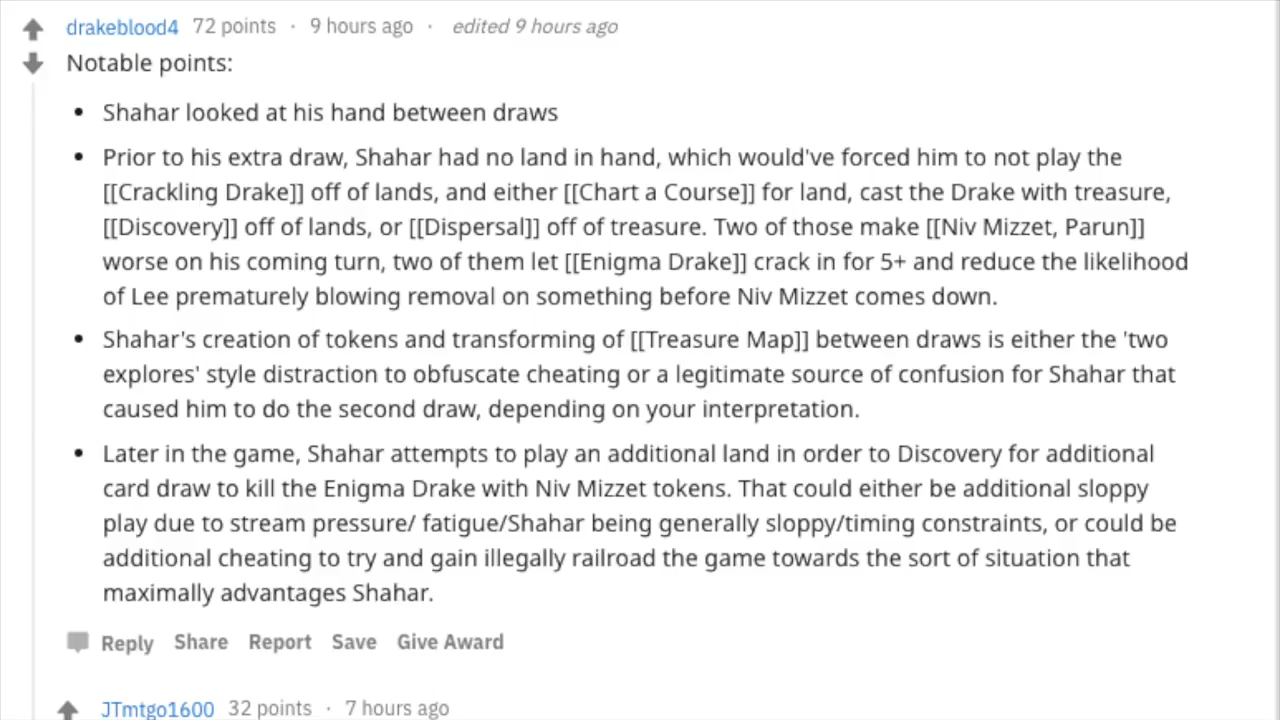 drakeblood4 72 points · 9 hours ago · edited 9 hours ago
Notable points:
• Shahar looked at his hand between draws
• Prior to his extra draw, Shahar had no land in hand, which would've forced him to not play the
[[Crackling Drake]] off of lands, and either [[Chart a Course]] for land, cast the Drake with treasure,
[[Discovery]] off of lands, or [[Dispersal]] off of treasure. Two of those make [[Niv Mizzet, Parun]]
worse on his coming turn, two of them let [[Enigma Drake]] crack in for 5+ and reduce the likelihood
of Lee prematurely blowing removal on something before Niv Mizzet comes down.
• Shahar's creation of tokens and transforming of [[Treasure Map]] between draws is either the 'two
explores' style distraction to obfuscate cheating or a legitimate source of confusion for Shahar that
caused him to do the second draw, depending on your interpretation.
• Later in the game, Shahar attempts to play an additional land in order to Discovery for additional
card draw to kill the Enigma Drake with Niv Mizzet tokens. That could either be additional sloppy
play due to stream pressure/ fatigue/Shahar being generally sloppy/timing constraints, or could be
additional cheating to try and gain illegally railroad the game towards the sort of situation that
maximally advantages Shahar.
Reply Share Report Save Give Award
JTmtgo1600 32 points · 7 hours ago